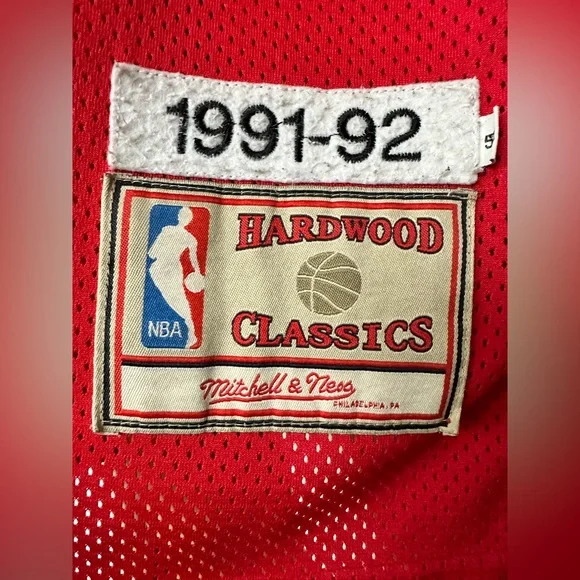 1991-92
HARDWOOD
CLASSICS
NBA
Mitchell & Ness
PHILADELPHIA, PA